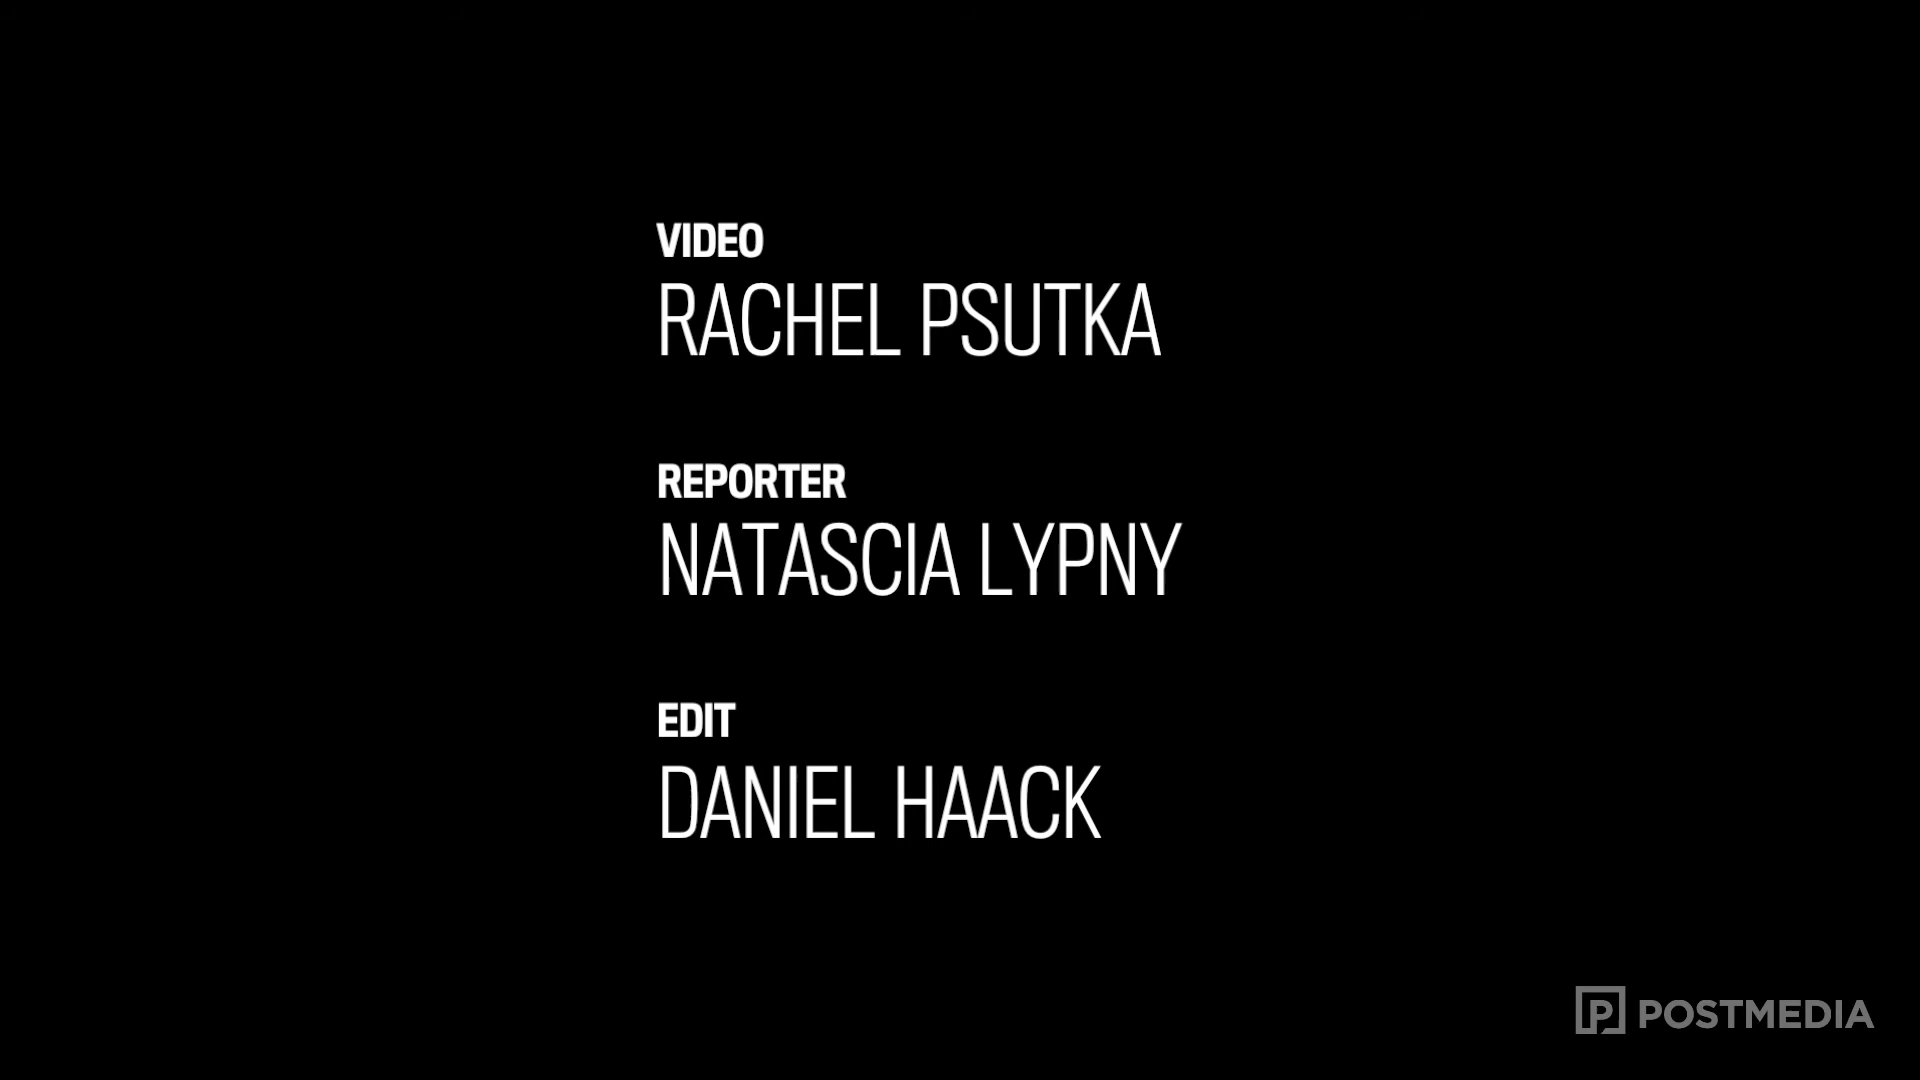 VIDEO
RACHEL PSUTKA
REPORTER
NATASCIA LYPNY
EDIT
DANIEL HAACK
P POSTMEDIA